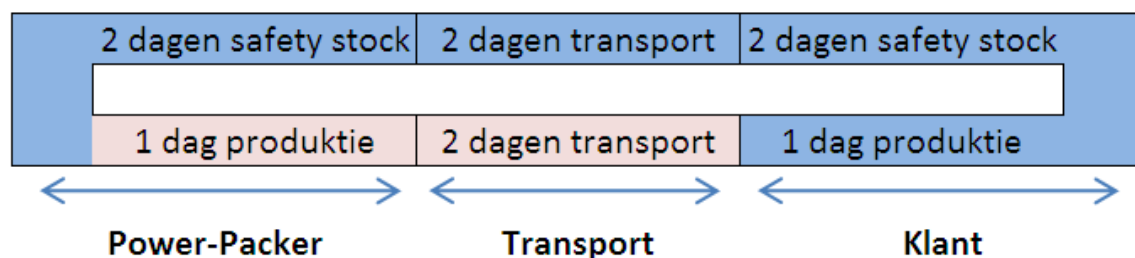 2 dagen safety stock 2 dagen transport 2 dagen safety stock
1 dag produktie 2 dagen transport 1 dag produktie
Power-Packer Transport Klant